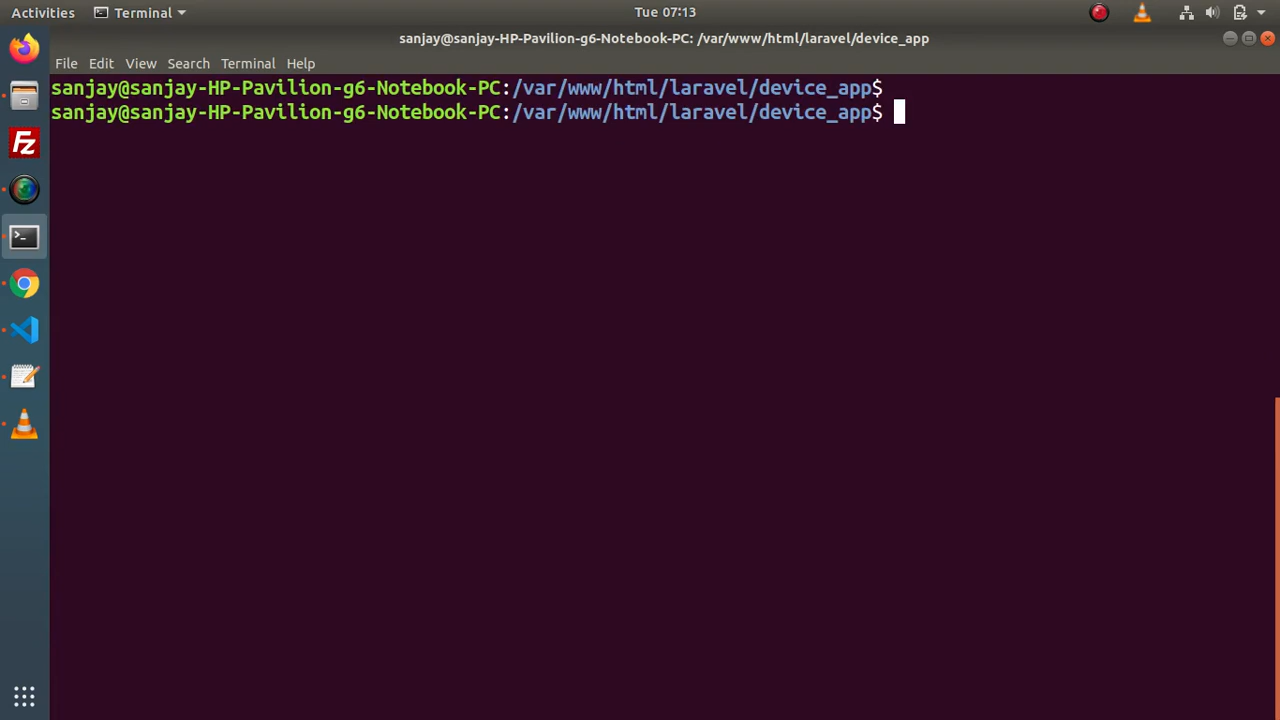 Activities Terminal Tue 07:13
sanjay@sanjay-HP-Pavilion-g6-Notebook-PC: /var/www/html/laravel/device_app
File Edit View Search Terminal Help
sanjay@sanjay-HP-Pavilion-g6-Notebook-PC:/var/www/html/laravel/device_app$
sanjay@sanjay-HP-Pavilion-g6-Notebook-PC:/var/www/html/laravel/device_app$
Fz
>_